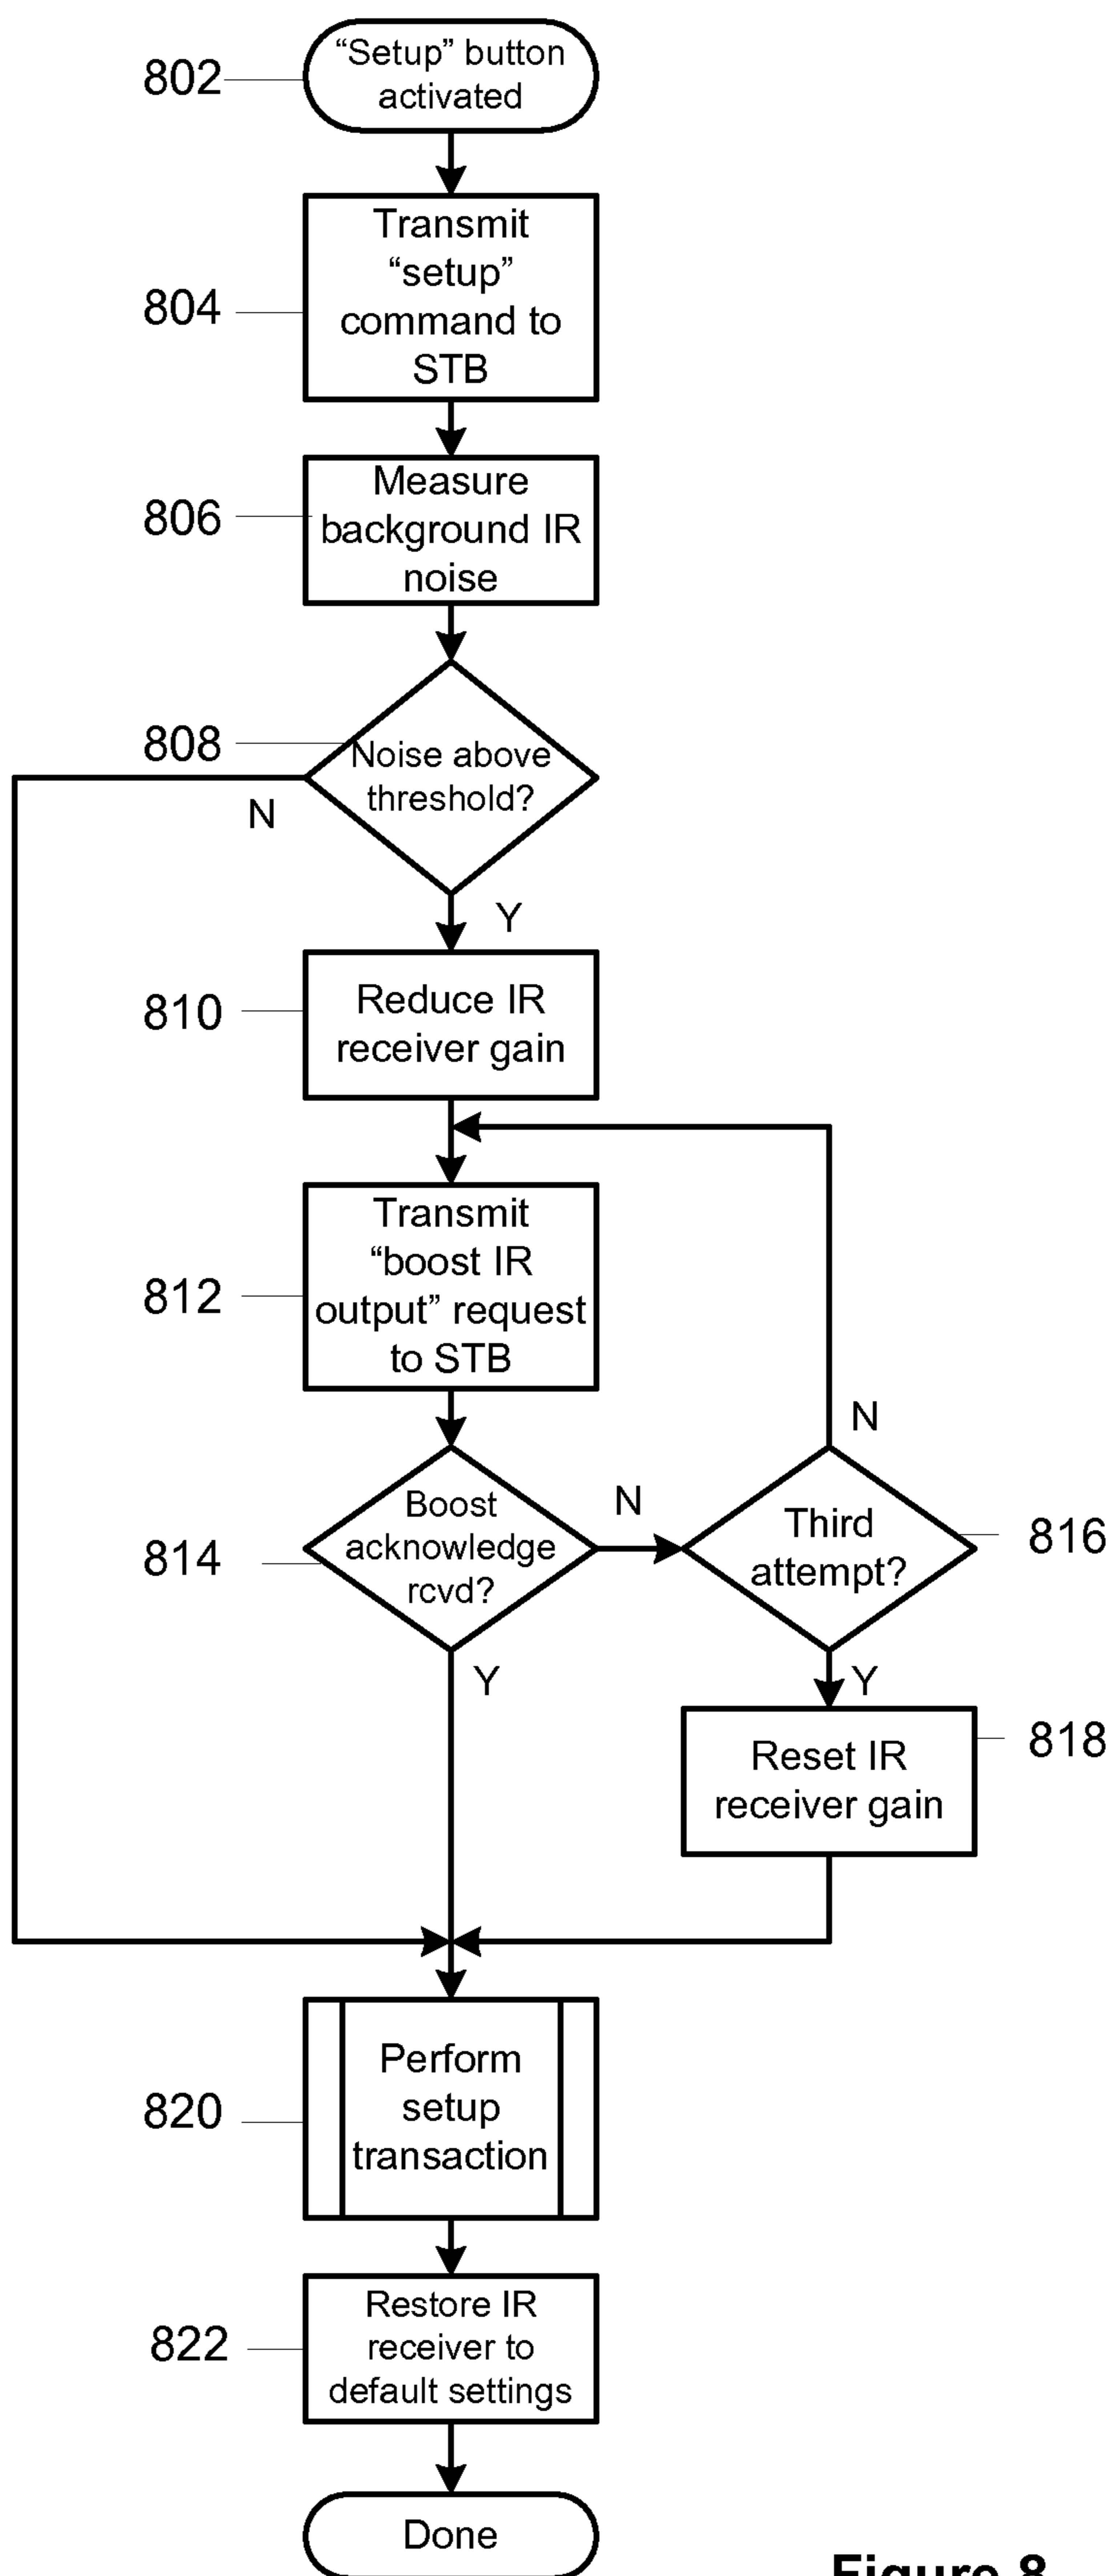 802
“Setup” button
activated
804
Transmit
“setup”
command to
STB
806
Measure
background IR
noise
808
Noise above
threshold?
N
Y
810
Reduce IR
receiver gain
812
Transmit
“boost IR
output” request
to STB
814
Boost
acknowledge
rcvd?
N
Y
816
Third
attempt?
N
Y
818
Reset IR
receiver gain
820
Perform
setup
transaction
822
Restore IR
receiver to
default settings
Done
Figure 8